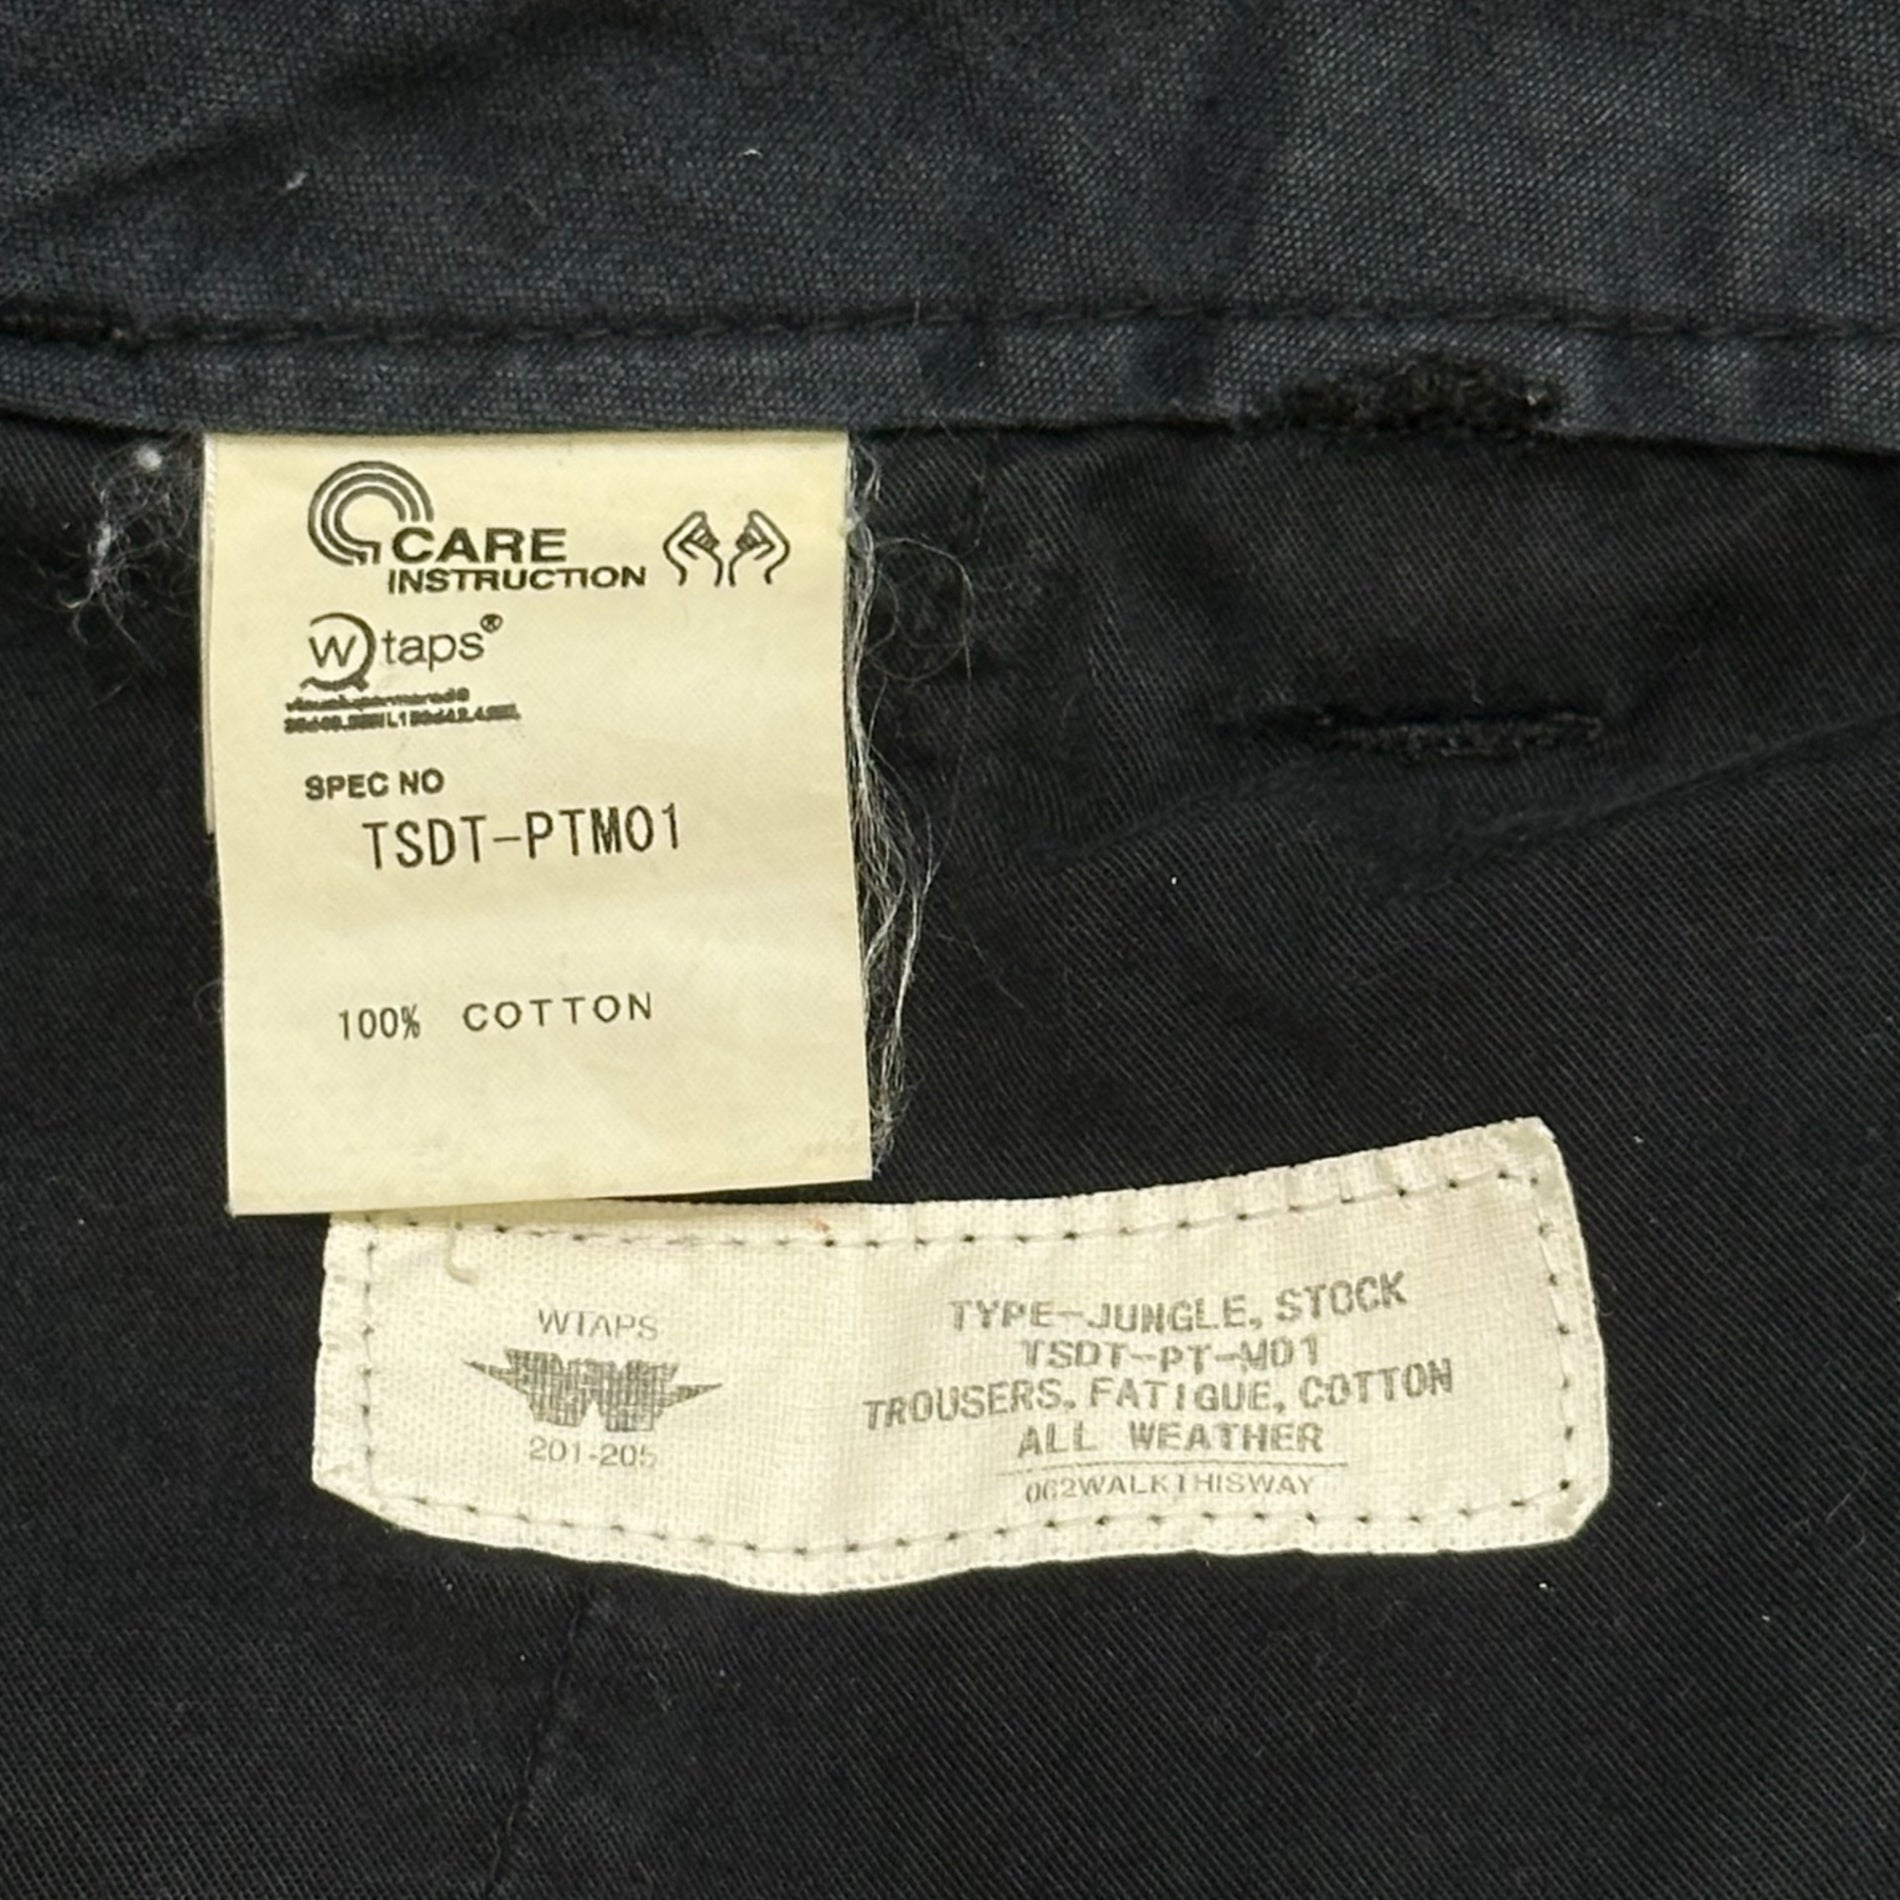 CARE
INSTRUCTION
W taps®
SPEC NO
TSDT-PTM01
100% COTTON
WTAPS
201-205
TYPE-JUNGLE, STOCK
TSDT-PT-M01
TROUSERS, FATIGUE, COTTON
ALL WEATHER
062WALKTHISWAY